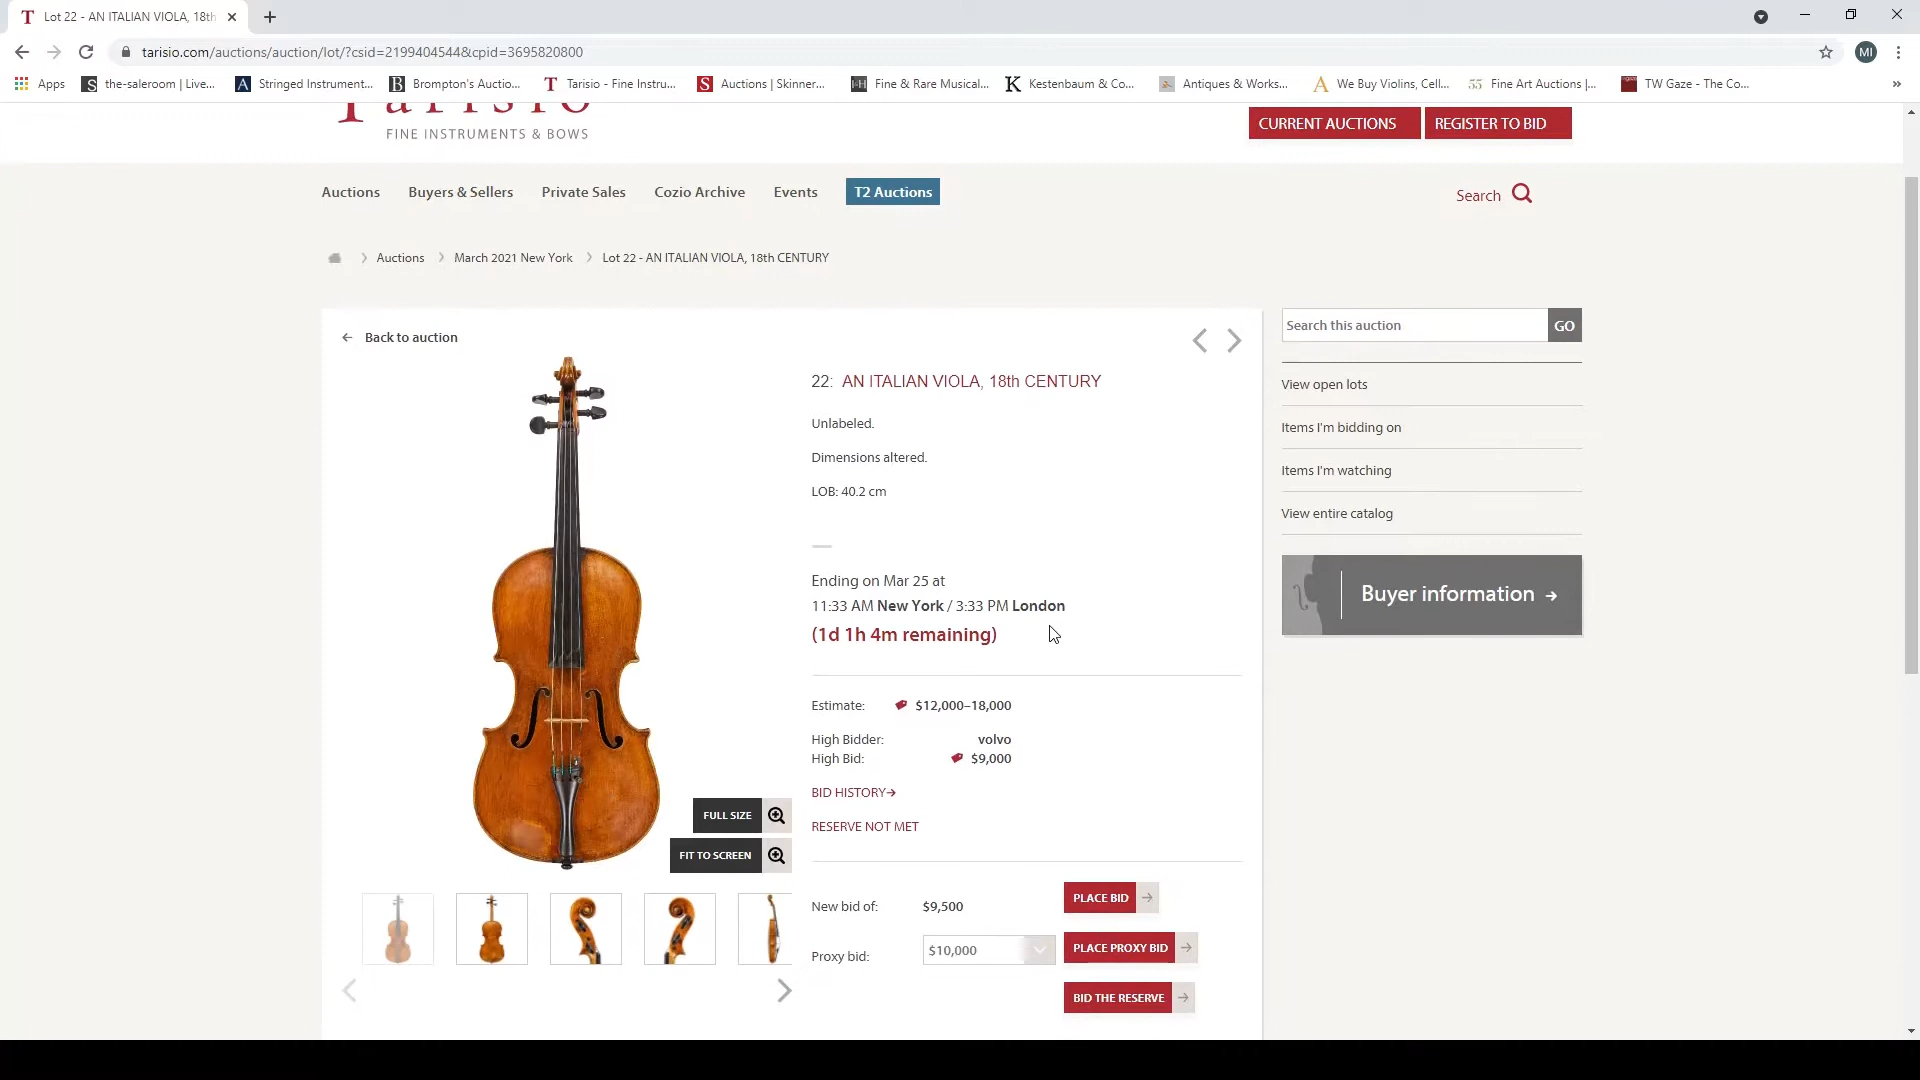 Lot 22 - AN ITALIAN VIOLA, 18th
tarisio.com/auctions/auction/lot/?csid=2199404544&cpid=3695820800
MI
Apps
the-saleroom | Live...
Stringed Instrument...
Brompton's Auctio...
Tarisio - Fine Instru...
Auctions | Skinner...
Fine & Rare Musical...
Kestenbaum & Co...
Antiques & Works...
We Buy Violins, Cell...
Fine Art Auctions |...
TW Gaze - The Co...
Tarisio
FINE INSTRUMENTS & BOWS
CURRENT AUCTIONS
REGISTER TO BID
Auctions
Buyers & Sellers
Private Sales
Cozio Archive
Events
T2 Auctions
Search
Auctions > March 2021 New York > Lot 22 - AN ITALIAN VIOLA, 18th CENTURY
Back to auction
22: AN ITALIAN VIOLA, 18th CENTURY
Unlabeled.
Dimensions altered.
LOB: 40.2 cm
Ending on Mar 25 at
11:33 AM New York / 3:33 PM London
(1d 1h 4m remaining)
Estimate: $12,000–18,000
High Bidder: volvo
High Bid: $9,000
BID HISTORY
RESERVE NOT MET
New bid of: $9,500
PLACE BID
Proxy bid: $10,000
PLACE PROXY BID
BID THE RESERVE
FULL SIZE
FIT TO SCREEN
Search this auction
GO
View open lots
Items I'm bidding on
Items I'm watching
View entire catalog
Buyer information